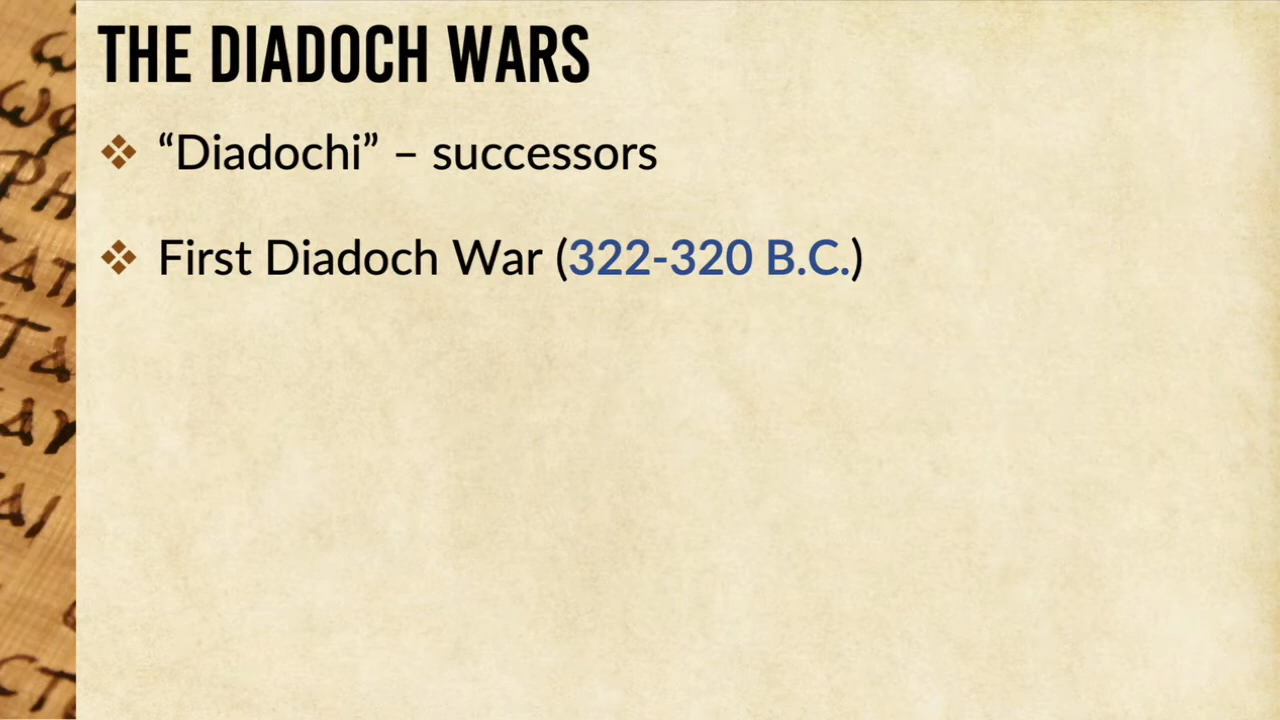 THE DIADOCH WARS
“Diadochi” – successors
First Diadoch War (322-320 B.C.)